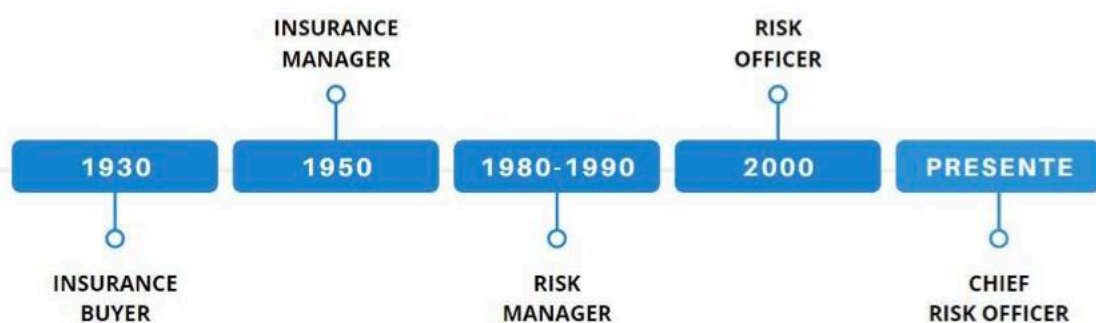 INSURANCE
MANAGER
RISK
OFFICER
1930
1950
1980-1990
2000
PRESENTE
INSURANCE
BUYER
RISK
MANAGER
CHIEF
RISK OFFICER